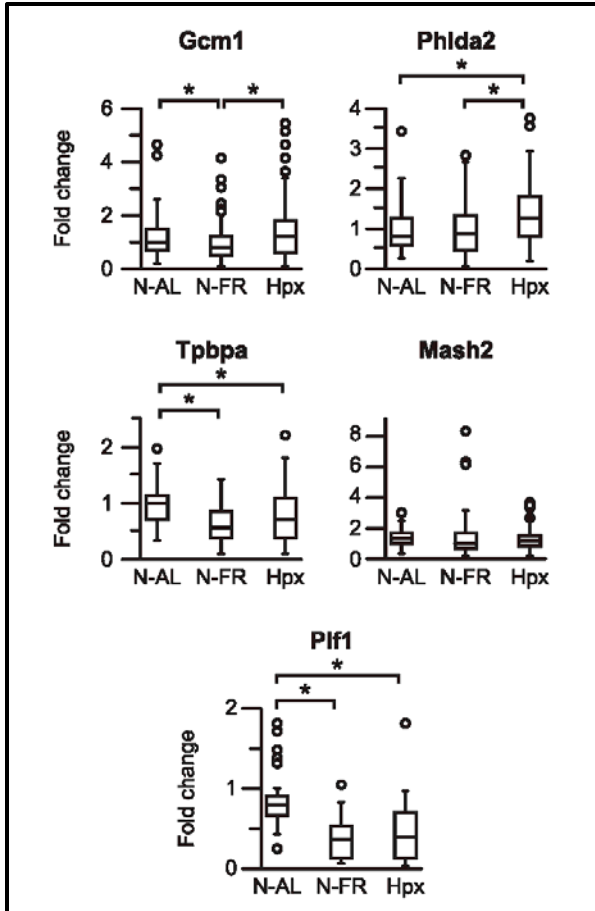 Gcm1
Phlda2
* *
*
*
Fold change
6
4
2
0
4
3
2
1
0
N-AL N-FR Hpx
N-AL N-FR Hpx
Tpbpa
Mash2
*
*
Fold change
2
1
0
8
6
4
2
0
N-AL N-FR Hpx
N-AL N-FR Hpx
Plf1
*
*
Fold change
2
1
0
N-AL N-FR Hpx